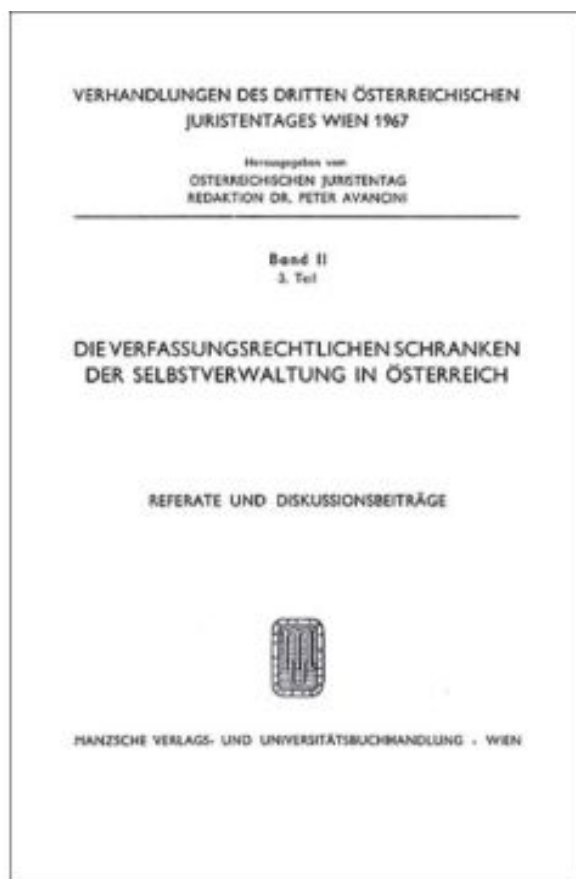 VERHANDLUNGEN DES DRITTEN ÖSTERREICHISCHEN
JURISTENTAGES WIEN 1967
Herausgegeben vom
ÖSTERREICHISCHEN JURISTENTAG
REDAKTION DR. PETER AVANCINI
Band II
3. Teil
DIE VERFASSUNGSRECHTLICHEN SCHRANKEN
DER SELBSTVERWALTUNG IN ÖSTERREICH
REFERATE UND DISKUSSIONSBEITRÄGE
MANZSCHE VERLAGS- UND UNIVERSITÄTSBUCHHANDLUNG - WIEN